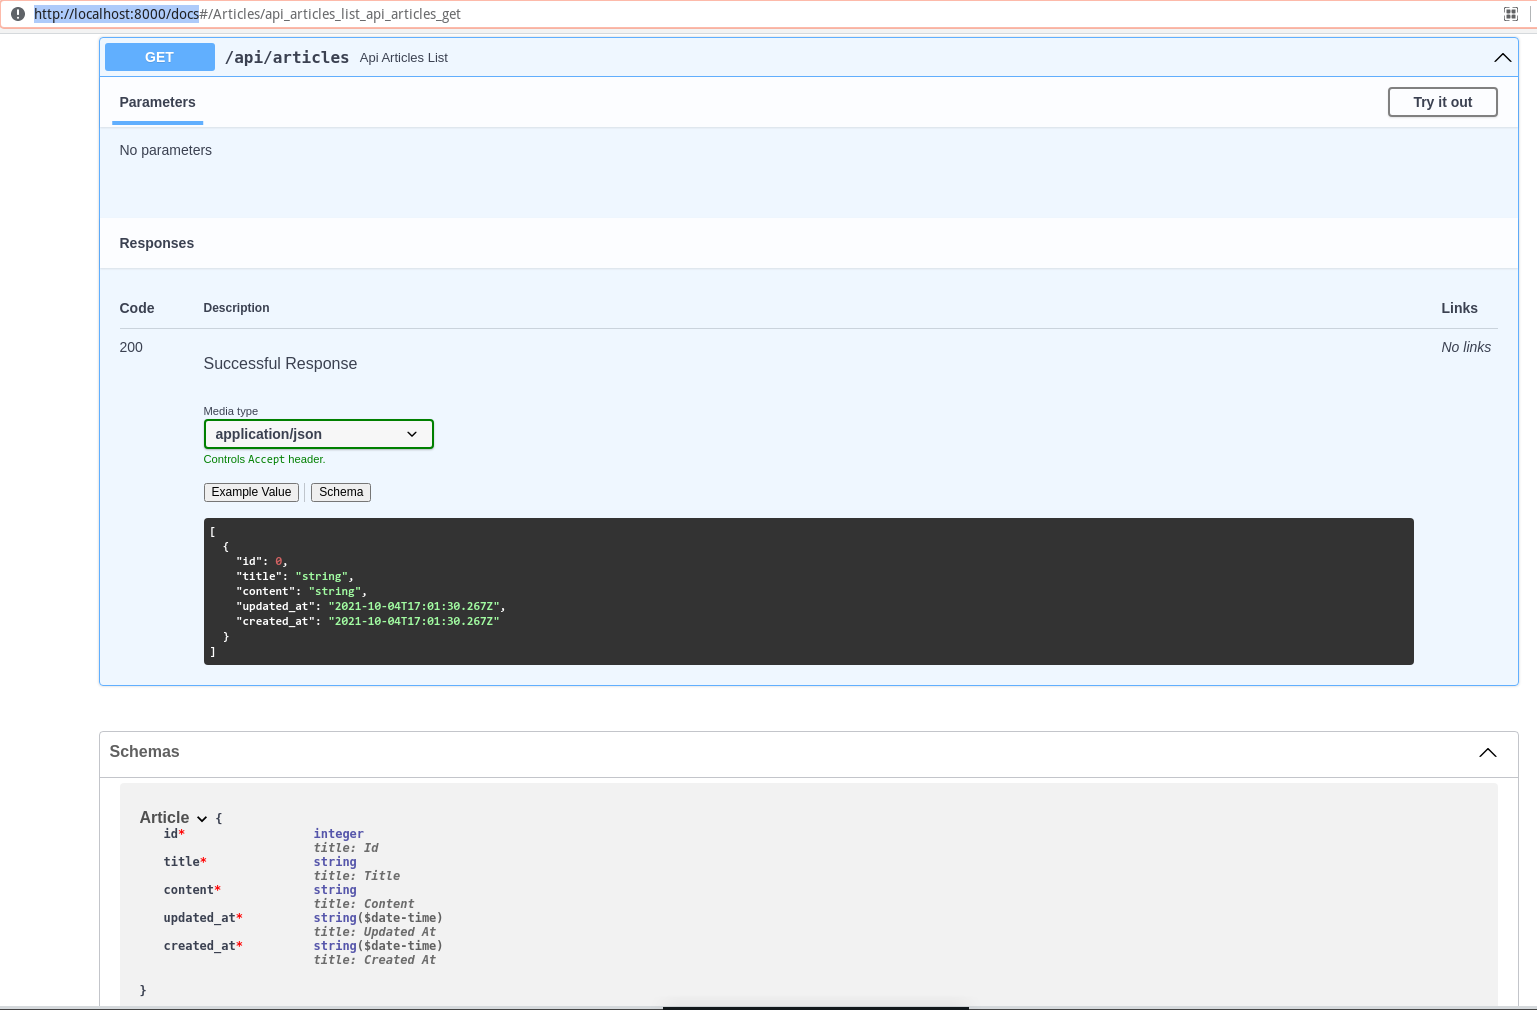 http://localhost:8000/docs#/Articles/api_articles_list_api_articles_get
GET /api/articles Api Articles List
Parameters Try it out
No parameters
Responses
Code Description Links
200 No links
Successful Response
Media type
application/json
Controls Accept header.
Example Value Schema
[
{
"id": 0,
"title": "string",
"content": "string",
"updated_at": "2021-10-04T17:01:30.267Z",
"created_at": "2021-10-04T17:01:30.267Z"
}
]
Schemas
Article {
id* integer
title: Id
title* string
title: Title
content* string
title: Content
updated_at* string($date-time)
title: Updated At
created_at* string($date-time)
title: Created At
}